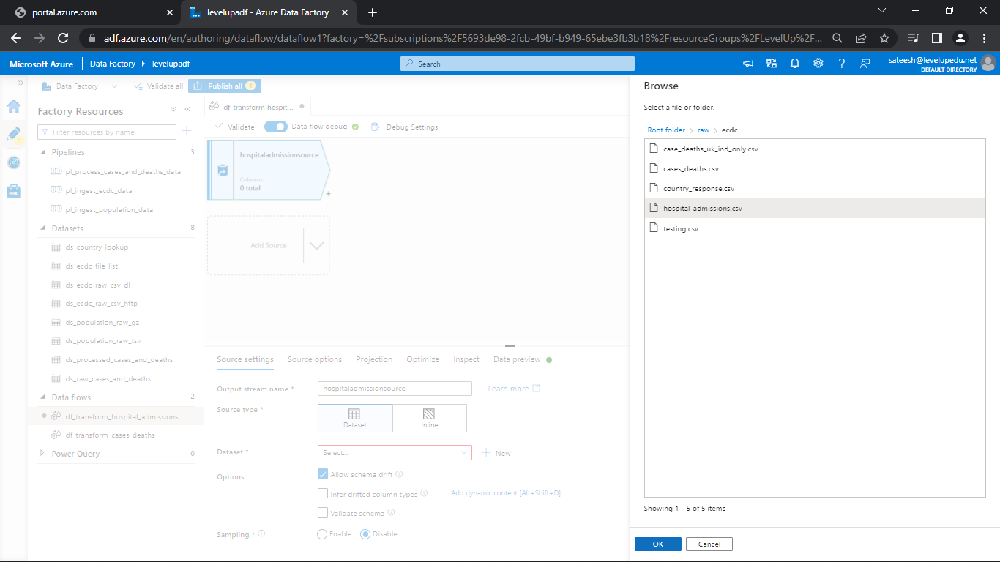 portal.azure.com
levelupadf - Azure Data Factory
adf.azure.com/en/authoring/dataflow/dataflow1?factory=%2Fsubscriptions%2F5693de98-2fcb-49bf-b949-65ebe3fb3b18%2FresourceGroups%2FLevelUp%2F...
Microsoft Azure
Data Factory
levelupadf
Search
sateesh@levelupedu.net
DEFAULT DIRECTORY
Data Factory
Validate all
Publish all
1
1
Factory Resources
Filter resources by name
Pipelines 3
pl_process_cases_and_deaths_data
pl_ingest_ecdc_data
pl_ingest_population_data
Datasets 8
ds_country_lookup
ds_ecdc_file_list
ds_ecdc_raw_csv_dl
ds_ecdc_raw_csv_http
ds_population_raw_gz
ds_population_raw_tsv
ds_processed_cases_and_deaths
ds_raw_cases_and_deaths
Data flows 2
df_transform_hospital_admissions
df_transform_cases_deaths
Power Query 0
df_transform_hospit...
Validate
Data flow debug
Debug Settings
hospitaladmissionsource
Columns:
0 total
+
Add Source
Source settings
Source options
Projection
Optimize
Inspect
Data preview
Output stream name *
hospitaladmissionsource
Learn more
Source type *
Dataset
Inline
Dataset *
Select...
New
Options
Allow schema drift
Infer drifted column types
Add dynamic content [Alt+Shift+D]
Validate schema
Sampling *
Enable
Disable
Browse
Select a file or folder.
Root folder > raw > ecdc
case_deaths_uk_ind_only.csv
cases_deaths.csv
country_response.csv
hospital_admissions.csv
testing.csv
Showing 1 - 5 of 5 items
OK
Cancel